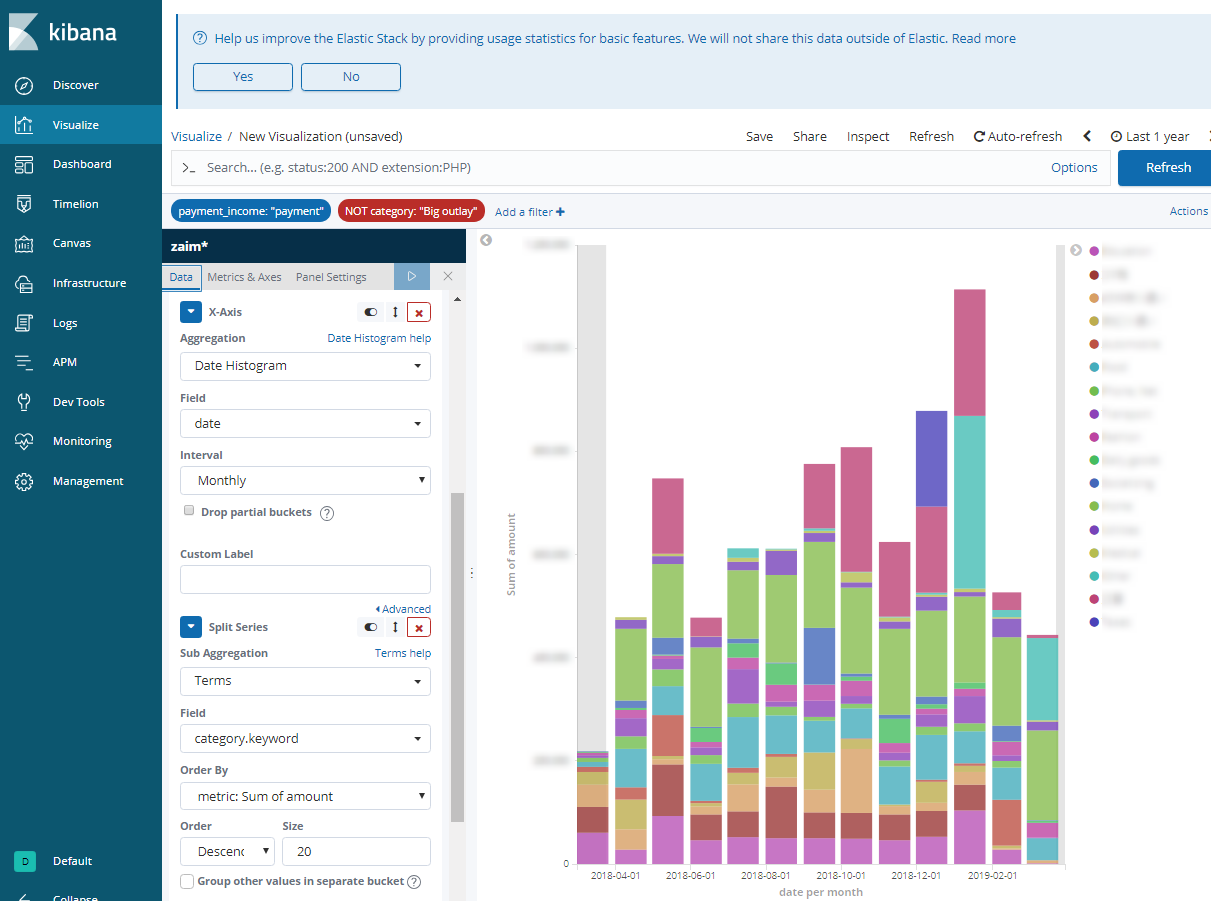 kibana
Discover
Visualize
Dashboard
Timelion
Canvas
Infrastructure
Logs
APM
Dev Tools
Monitoring
Management
D Default
Collapse
Help us improve the Elastic Stack by providing usage statistics for basic features. We will not share this data outside of Elastic. Read more
Yes No
Visualize / New Visualization (unsaved) Save Share Inspect Refresh Auto-refresh Last 1 year
>_ Search... (e.g. status:200 AND extension:PHP) Options Refresh
payment_income: "payment" NOT category: "Big outlay" Add a filter + Actions
zaim*
Data Metrics & Axes Panel Settings
X-Axis
Aggregation Date Histogram help
Date Histogram
Field
date
Interval
Monthly
Drop partial buckets
Custom Label
Advanced
Split Series
Sub Aggregation Terms help
Terms
Field
category.keyword
Order By
metric: Sum of amount
Order Size
Descenc 20
Group other values in separate bucket
Sum of amount
0
2018-04-01 2018-06-01 2018-08-01 2018-10-01 2018-12-01 2019-02-01
date per month